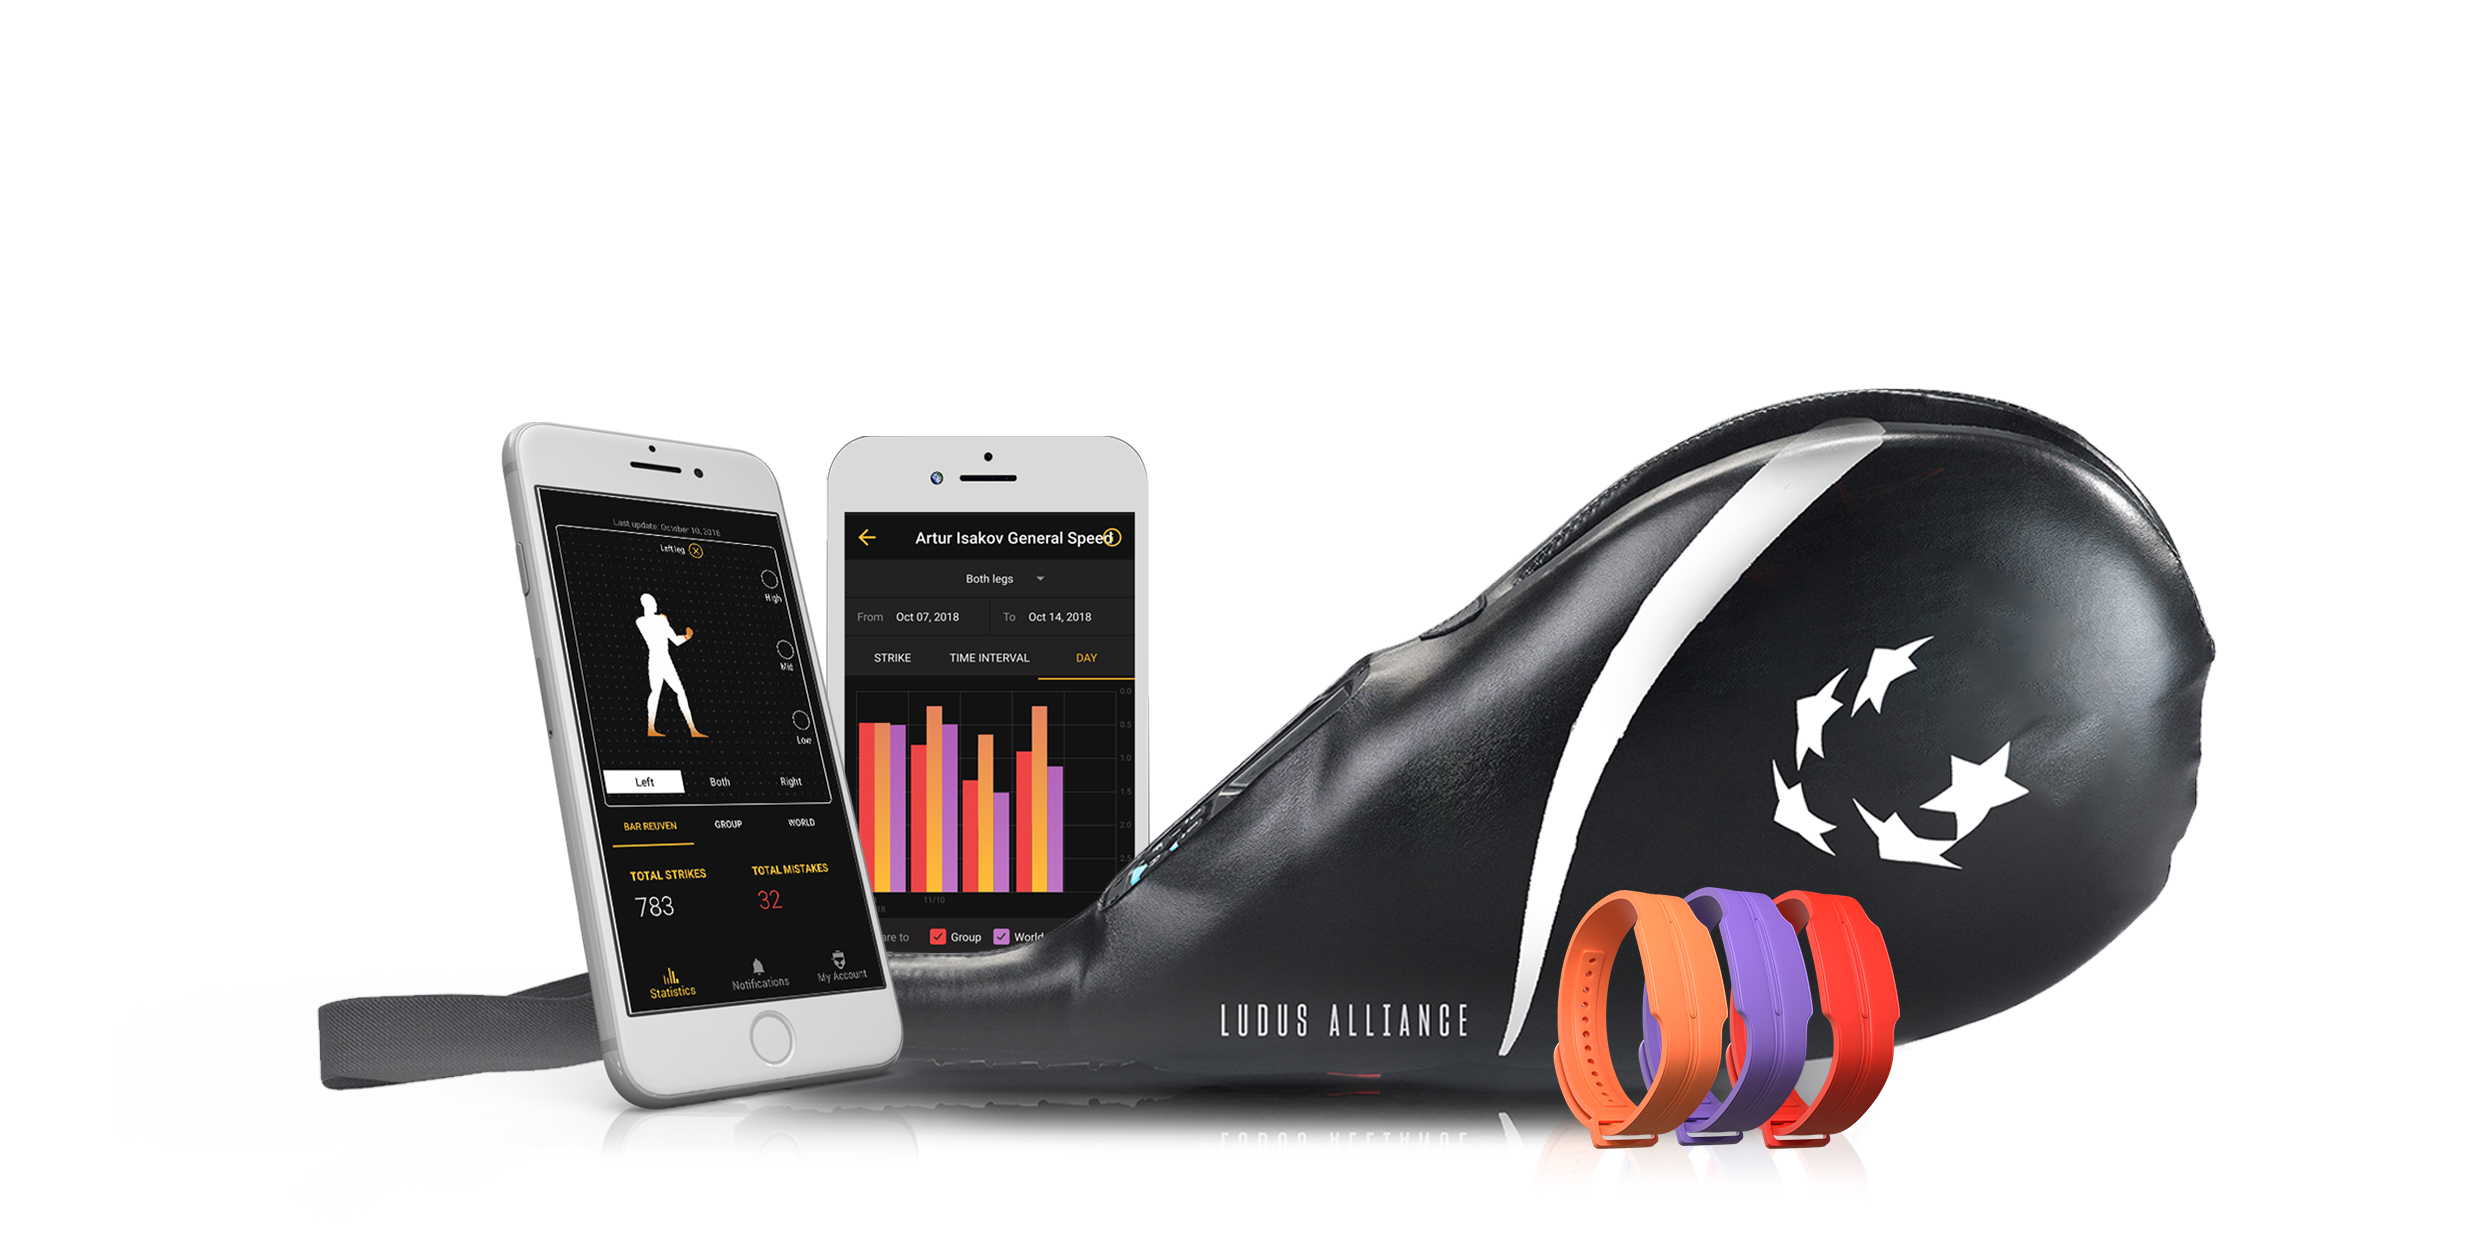 Last update: October 10, 2018
Left leg
High
Mid
Low
Left Both Right
BAR REUVEN GROUP WORLD
TOTAL STRIKES TOTAL MISTAKES
783 32
Statistics Notifications My Account
Artur Isakov General Speed
Both legs
From Oct 07, 2018 To Oct 14, 2018
STRIKE TIME INTERVAL DAY
0.0
0.5
1.0
1.5
2.0
2.5
11/10
18
are to Group World
LUDUS ALLIANCE